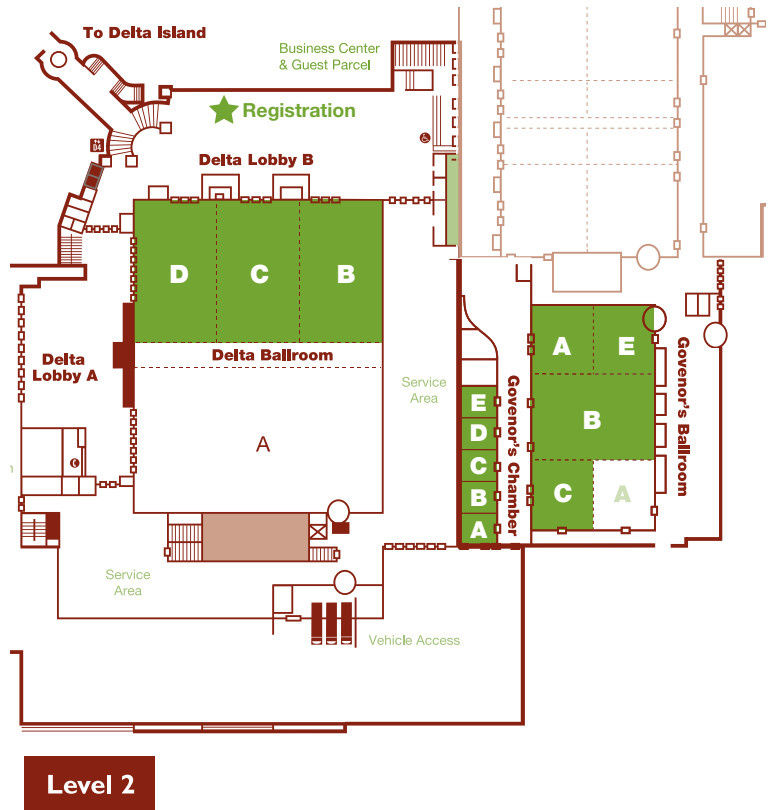 To Delta Island
Business Center
& Guest Parcel
Registration
Delta Lobby B
D
C
B
Delta Ballroom
Delta
Lobby A
A
Service
Area
E
D
C
B
A
Govenor's Chamber
A
E
B
C
A
Govenor's Ballroom
Service
Area
Vehicle Access
Level 2